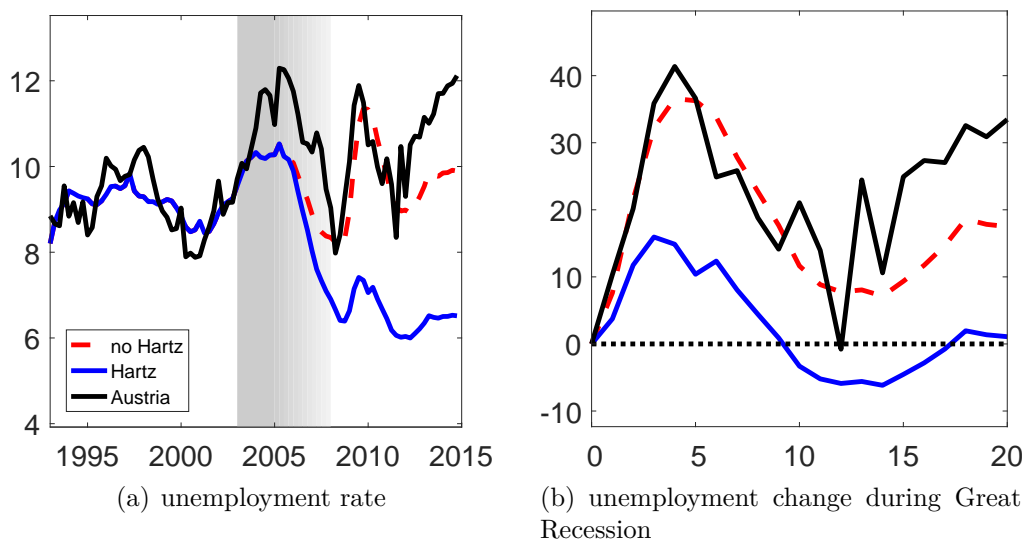 12
10
8
6
4
no Hartz
Hartz
Austria
1995 2000 2005 2010 2015
(a) unemployment rate
40
30
20
10
0
-10
0 5 10 15 20
(b) unemployment change during Great
Recession